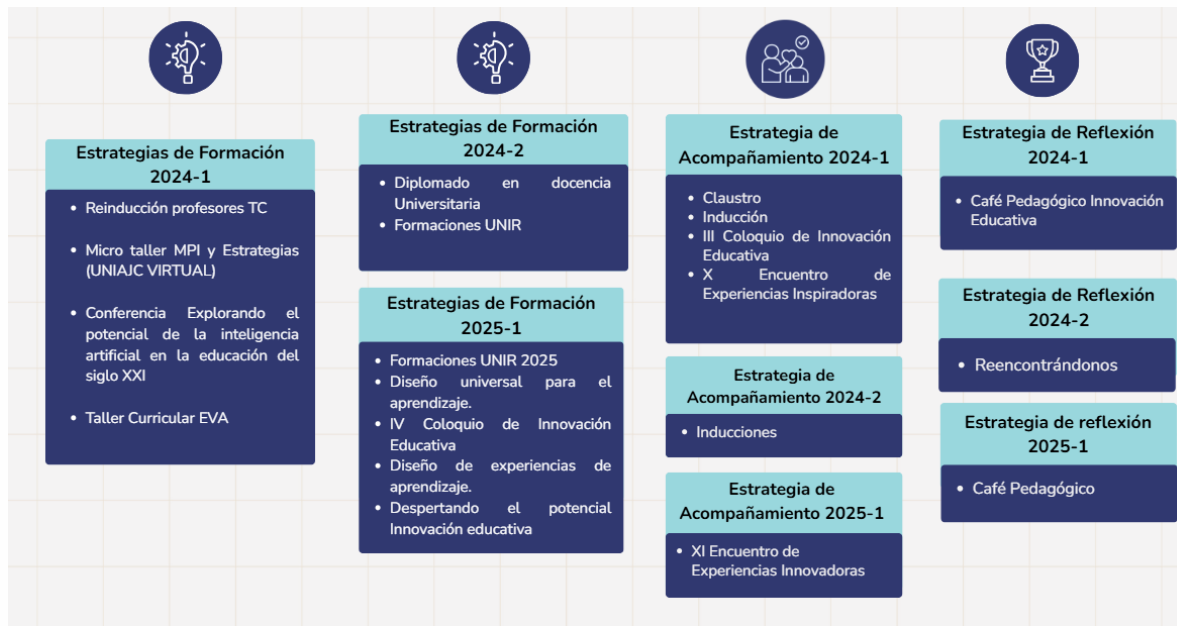 Estrategias de Formación
2024-1
• Reinducción profesores TC
• Micro taller MPI y Estrategias
(UNIAJC VIRTUAL)
• Conferencia Explorando el
potencial de la inteligencia
artificial en la educación del
siglo XXI
• Taller Curricular EVA
Estrategias de Formación
2024-2
• Diplomado en docencia
Universitaria
• Formaciones UNIR
Estrategias de Formación
2025-1
• Formaciones UNIR 2025
• Diseño universal para el
aprendizaje.
• IV Coloquio de Innovación
Educativa
• Diseño de experiencias de
aprendizaje.
• Despertando el potencial
Innovación educativa
Estrategia de
Acompañamiento 2024-1
• Claustro
• Inducción
• III Coloquio de Innovación
Educativa
• X Encuentro de
Experiencias Inspiradoras
Estrategia de
Acompañamiento 2024-2
• Inducciones
Estrategia de
Acompañamiento 2025-1
• XI Encuentro de
Experiencias Innovadoras
Estrategia de Reflexión
2024-1
• Café Pedagógico Innovación
Educativa
Estrategia de Reflexión
2024-2
• Reencontrándonos
Estrategia de reflexión
2025-1
• Café Pedagógico